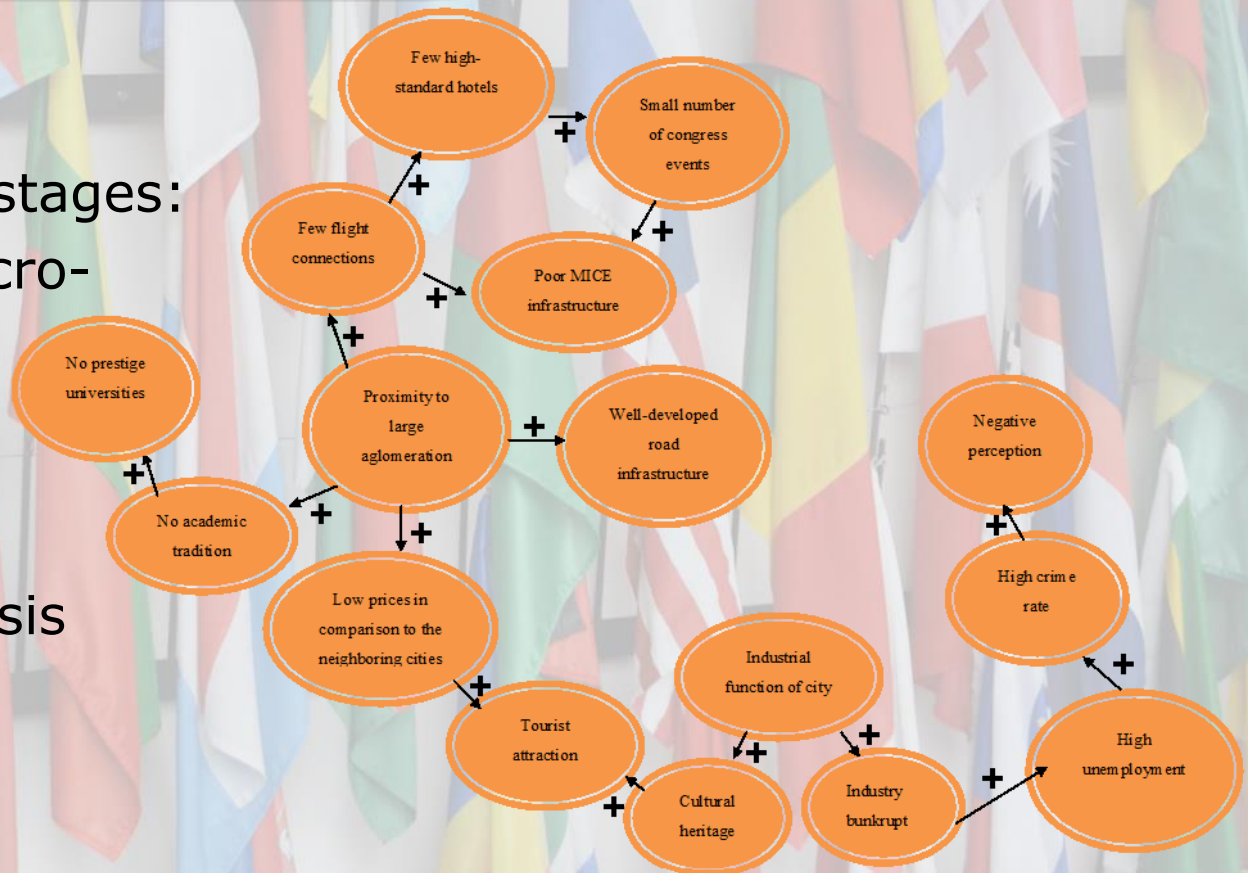 stages:
cro-
sis
Few high-
standard hotels
+
Small number
of congress
events
+
Few flight
connections
+
+
Poor MICE
infrastructure
+
No prestige
universities
+
Proximity to
large
aglomeration
+
Well-developed
road
infrastructure
No academic
tradition
+
+
Low prices in
comparison to the
neighboring cities
+
Tourist
attraction
+
Industrial
function of city
+
+
Cultural
heritage
Industry
bunkrupt
+
High
unemployment
+
High crime
rate
+
Negative
perception